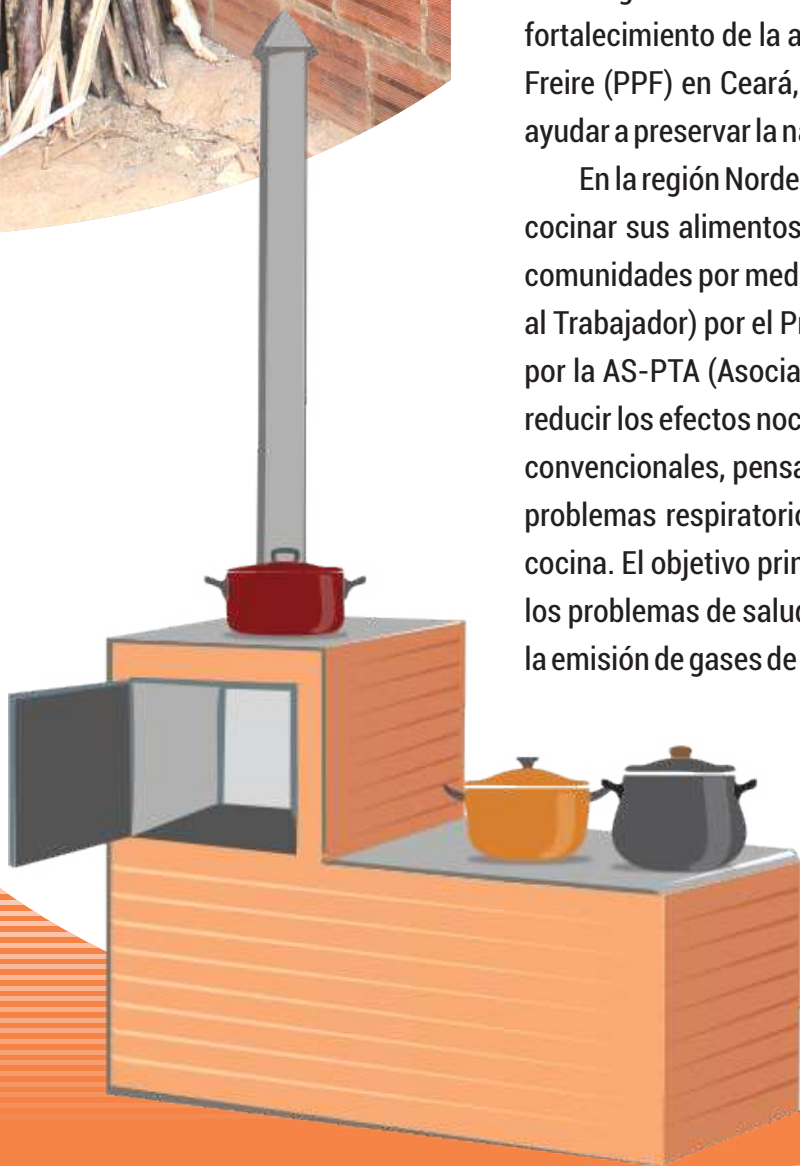 fortalecimiento de la a
Freire (PPF) en Ceará,
ayudar a preservar la na
En la región Norde
cocinar sus alimentos
comunidades por med
al Trabajador) por el Pr
por la AS-PTA (Asocia
reducir los efectos noc
convencionales, pensa
problemas respiratorio
cocina. El objetivo prin
los problemas de salud
la emisión de gases de